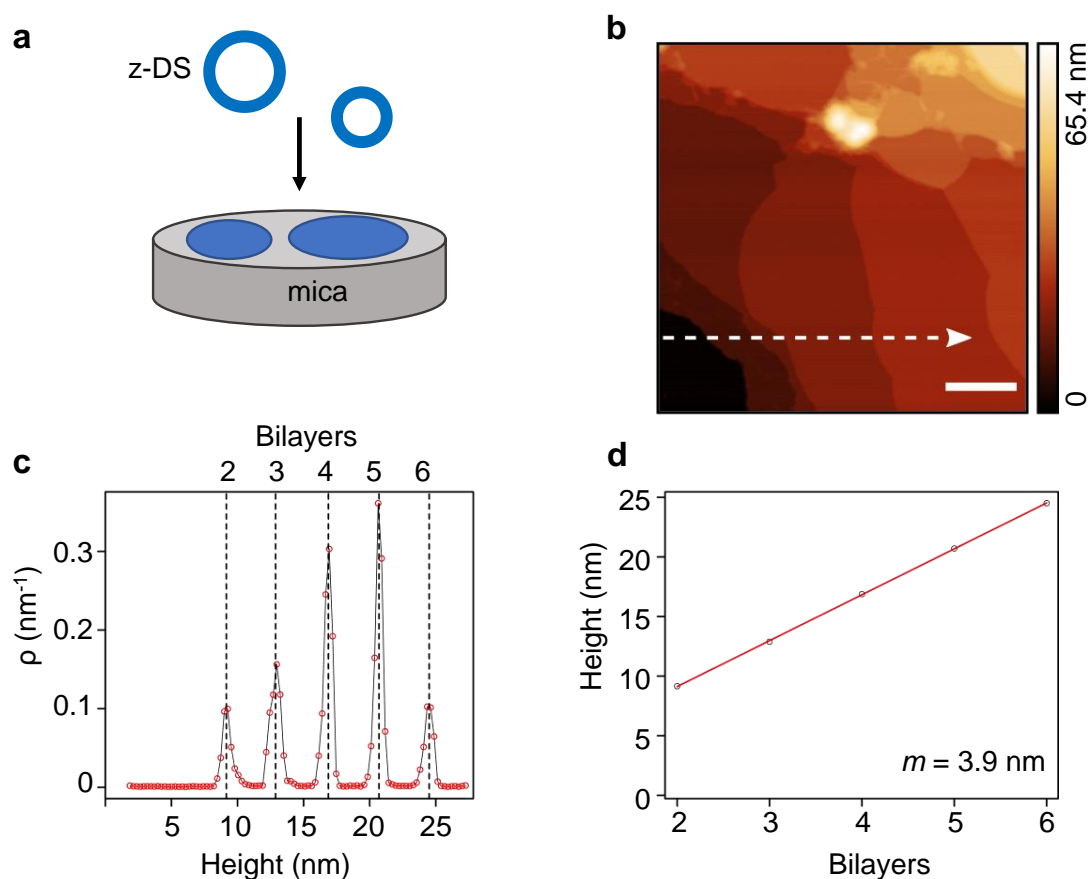 a
z-DS
mica
b
65.4 nm
0
c
Bilayers
2 3 4 5 6
0.3
0.2
0.1
0
ρ (nm⁻¹)
5 10 15 20 25
Height (nm)
d
25
20
15
10
5
0
Height (nm)
m = 3.9 nm
2 3 4 5 6
Bilayers